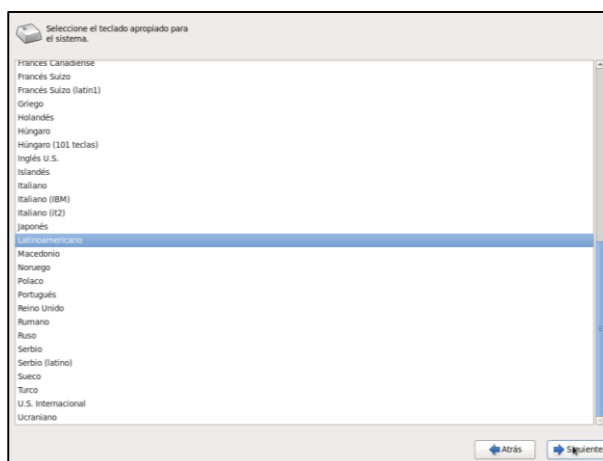 Seleccione el teclado apropiado para
el sistema.
Francés Canadiense
Francés Suizo
Francés Suizo (latin1)
Griego
Holandés
Húngaro
Húngaro (101 teclas)
Inglés U.S.
Islandés
Italiano
Italiano (IBM)
Italiano (it2)
Japonés
Latinoamericano
Macedonio
Noruego
Polaco
Portugués
Reino Unido
Rumano
Ruso
Serbio
Serbio (latino)
Sueco
Turco
U.S. Internacional
Ucraniano
Atrás
Siguiente